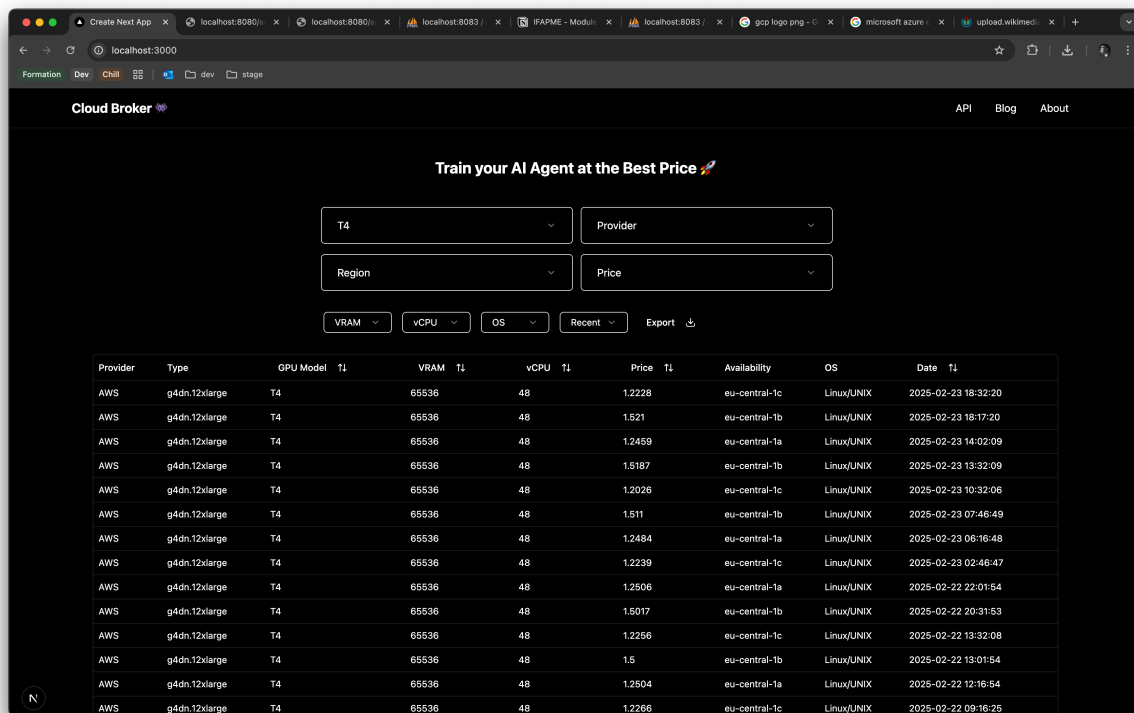 Create Next App
localhost:8080/a
localhost:8080/a
localhost:8083 /
IFAPME - Module
localhost:8083 /
gcp logo png - G
microsoft azure c
upload.wikimedia
localhost:3000
Formation Dev Chill dev stage
Cloud Broker 👾 API Blog About
Train your AI Agent at the Best Price 🚀
T4 Provider
Region Price
VRAM vCPU OS Recent Export
Provider Type GPU Model VRAM vCPU Price Availability OS Date
AWS g4dn.12xlarge T4 65536 48 1.2228 eu-central-1c Linux/UNIX 2025-02-23 18:32:20
AWS g4dn.12xlarge T4 65536 48 1.521 eu-central-1b Linux/UNIX 2025-02-23 18:17:20
AWS g4dn.12xlarge T4 65536 48 1.2459 eu-central-1a Linux/UNIX 2025-02-23 14:02:09
AWS g4dn.12xlarge T4 65536 48 1.5187 eu-central-1b Linux/UNIX 2025-02-23 13:32:09
AWS g4dn.12xlarge T4 65536 48 1.2026 eu-central-1c Linux/UNIX 2025-02-23 10:32:06
AWS g4dn.12xlarge T4 65536 48 1.511 eu-central-1b Linux/UNIX 2025-02-23 07:46:49
AWS g4dn.12xlarge T4 65536 48 1.2484 eu-central-1a Linux/UNIX 2025-02-23 06:16:48
AWS g4dn.12xlarge T4 65536 48 1.2239 eu-central-1c Linux/UNIX 2025-02-23 02:46:47
AWS g4dn.12xlarge T4 65536 48 1.2506 eu-central-1a Linux/UNIX 2025-02-22 22:01:54
AWS g4dn.12xlarge T4 65536 48 1.5017 eu-central-1b Linux/UNIX 2025-02-22 20:31:53
AWS g4dn.12xlarge T4 65536 48 1.2256 eu-central-1c Linux/UNIX 2025-02-22 13:32:08
AWS g4dn.12xlarge T4 65536 48 1.5 eu-central-1b Linux/UNIX 2025-02-22 13:01:54
AWS g4dn.12xlarge T4 65536 48 1.2504 eu-central-1a Linux/UNIX 2025-02-22 12:16:54
AWS g4dn.12xlarge T4 65536 48 1.2266 eu-central-1c Linux/UNIX 2025-02-22 09:16:25
N